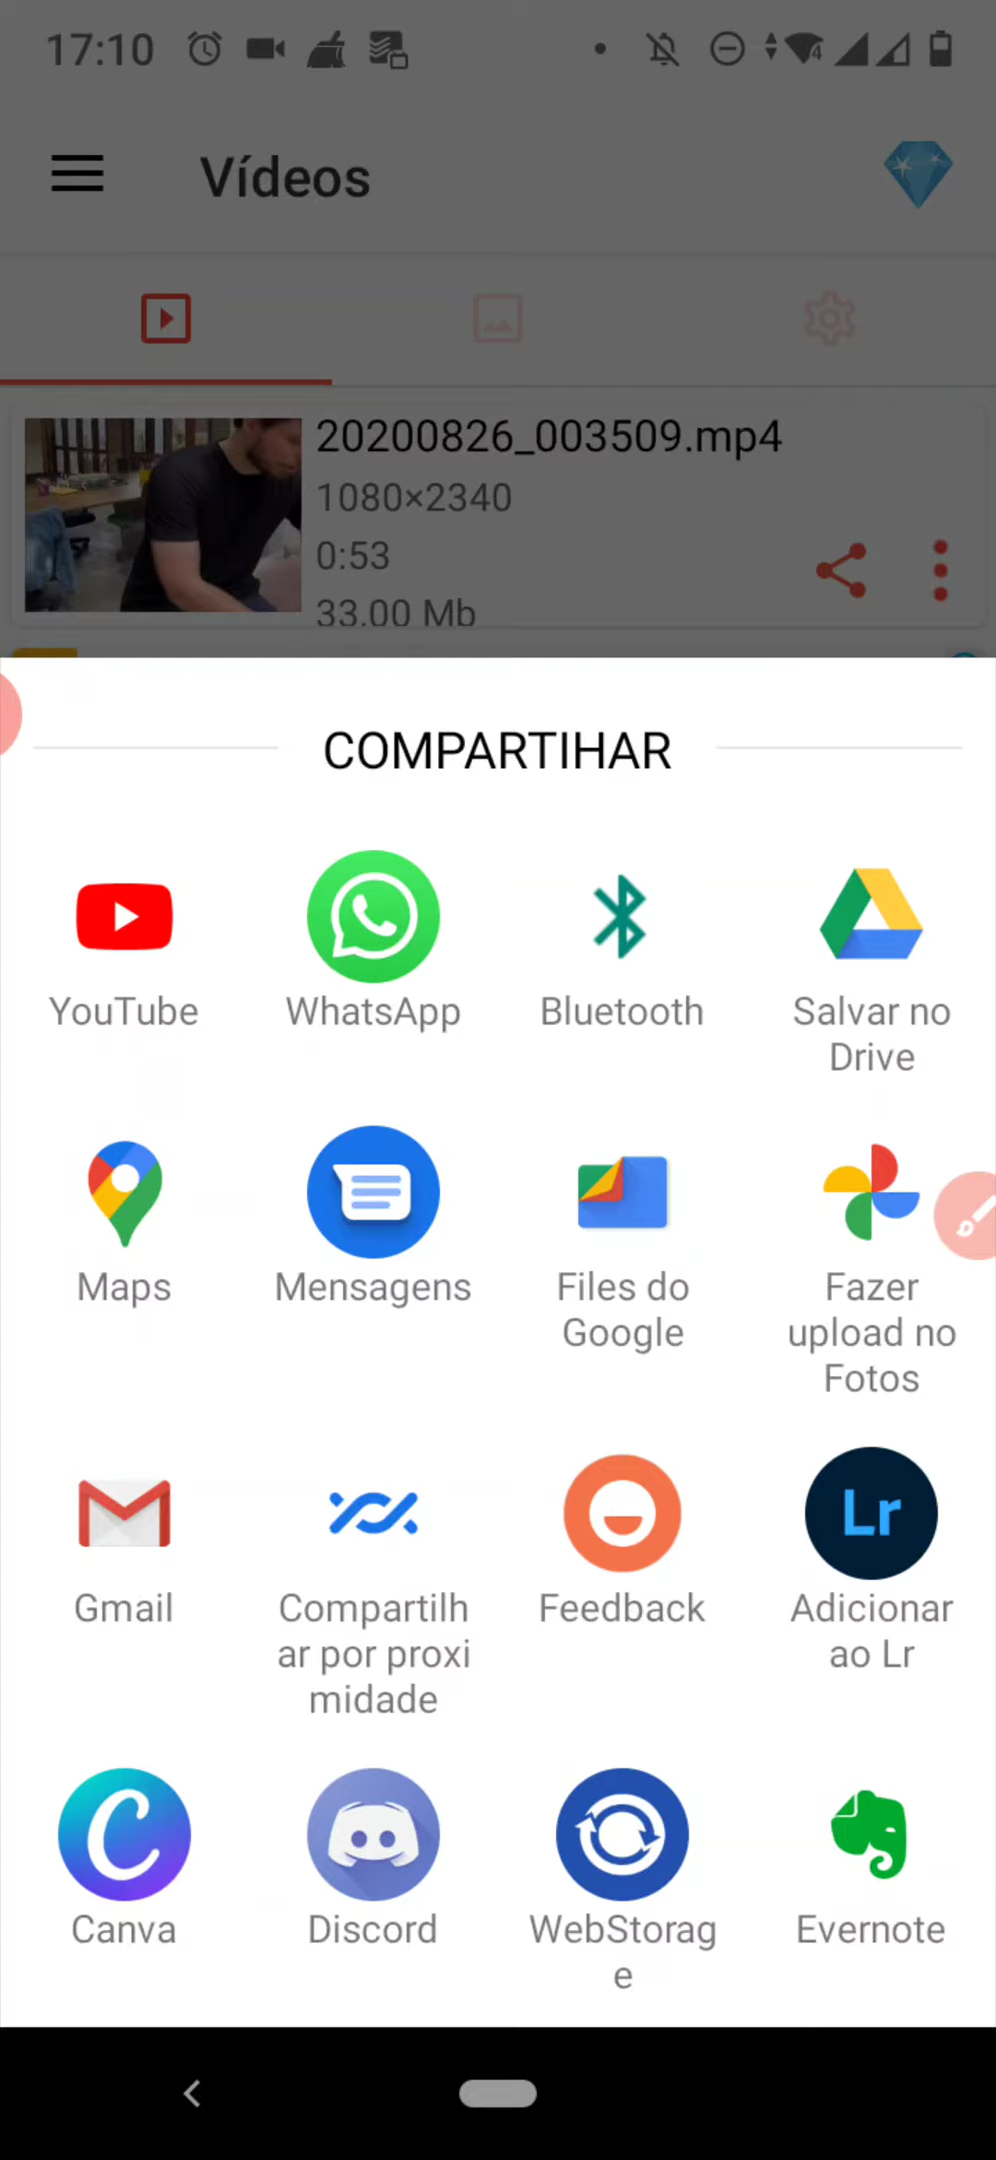 17:10
4
Vídeos
20200826_003509.mp4
1080×2340
0:53
33.00 Mb
COMPARTIHAR
YouTube
WhatsApp
Bluetooth
Salvar no
Drive
Maps
Mensagens
Files do
Google
Fazer
upload no
Fotos
Gmail
Compartilh
ar por proxi
midade
Feedback
Lr
Adicionar
ao Lr
C
Canva
Discord
WebStorag
e
Evernote